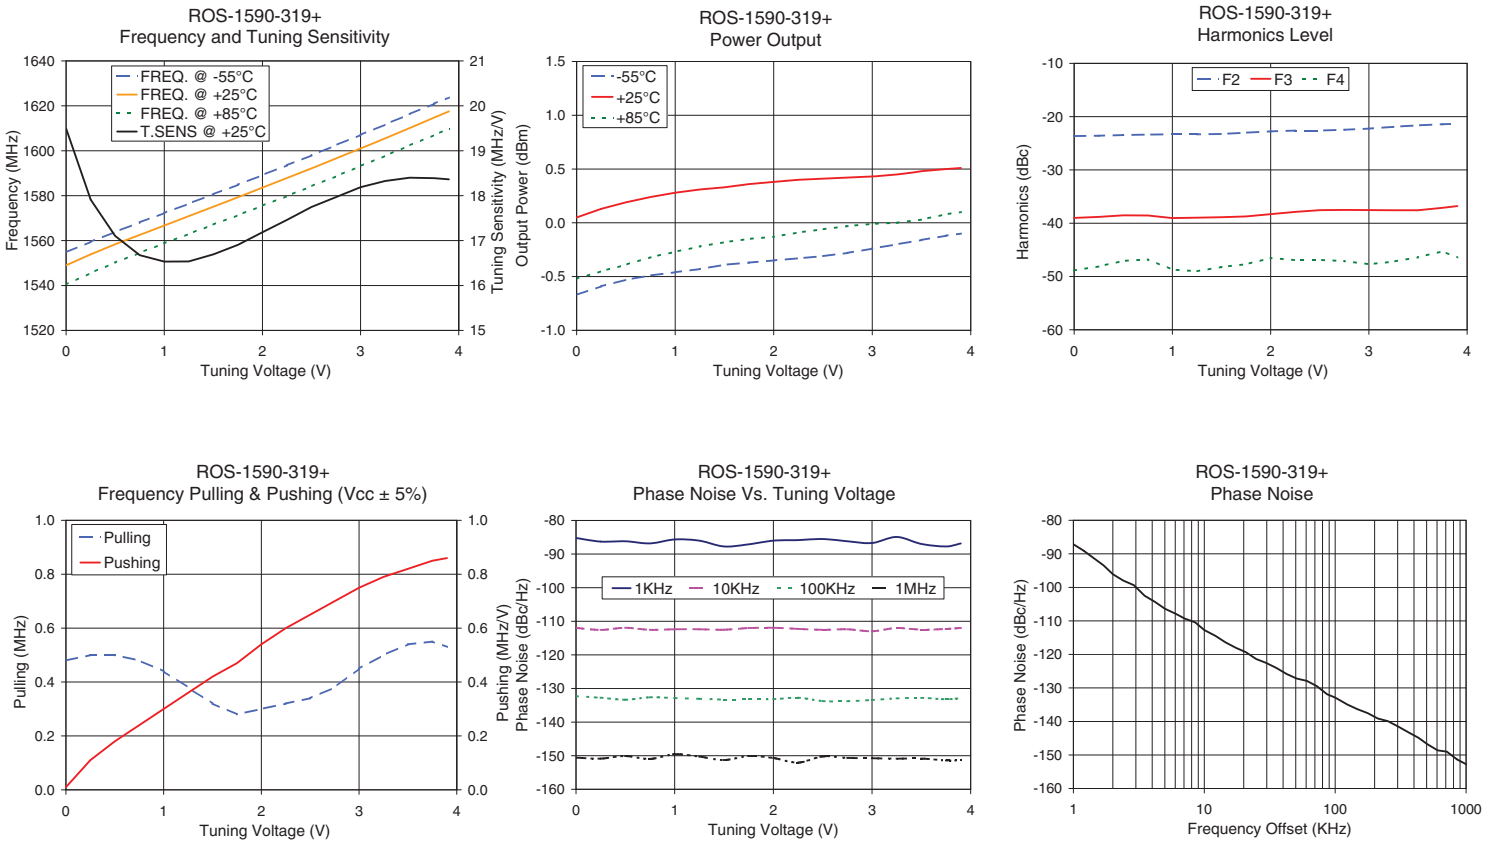 ROS-1590-319+
Frequency and Tuning Sensitivity
1640
1620
1600
1580
1560
1540
1520
21
20
19
18
17
16
15
Frequency (MHz)
Tuning Sensitivity (MHz/V)
FREQ. @ -55°C
FREQ. @ +25°C
FREQ. @ +85°C
T.SENS @ +25°C
0 1 2 3 4
Tuning Voltage (V)
ROS-1590-319+
Power Output
1.5
1.0
0.5
0.0
-0.5
-1.0
Output Power (dBm)
-55°C
+25°C
+85°C
0 1 2 3 4
Tuning Voltage (V)
ROS-1590-319+
Harmonics Level
-10
-20
-30
-40
-50
-60
Harmonics (dBc)
F2 F3 F4
0 1 2 3 4
Tuning Voltage (V)
ROS-1590-319+
Frequency Pulling & Pushing (Vcc ± 5%)
1.0
0.8
0.6
0.4
0.2
0.0
1.0
0.8
0.6
0.4
0.2
0.0
Pulling (MHz)
Pushing (MHz/V)
Pulling
Pushing
0 1 2 3 4
Tuning Voltage (V)
ROS-1590-319+
Phase Noise Vs. Tuning Voltage
-80
-90
-100
-110
-120
-130
-140
-150
-160
Phase Noise (dBc/Hz)
1KHz 10KHz 100KHz 1MHz
0 1 2 3 4
Tuning Voltage (V)
ROS-1590-319+
Phase Noise
-80
-90
-100
-110
-120
-130
-140
-150
-160
Phase Noise (dBc/Hz)
1 10 100 1000
Frequency Offset (KHz)